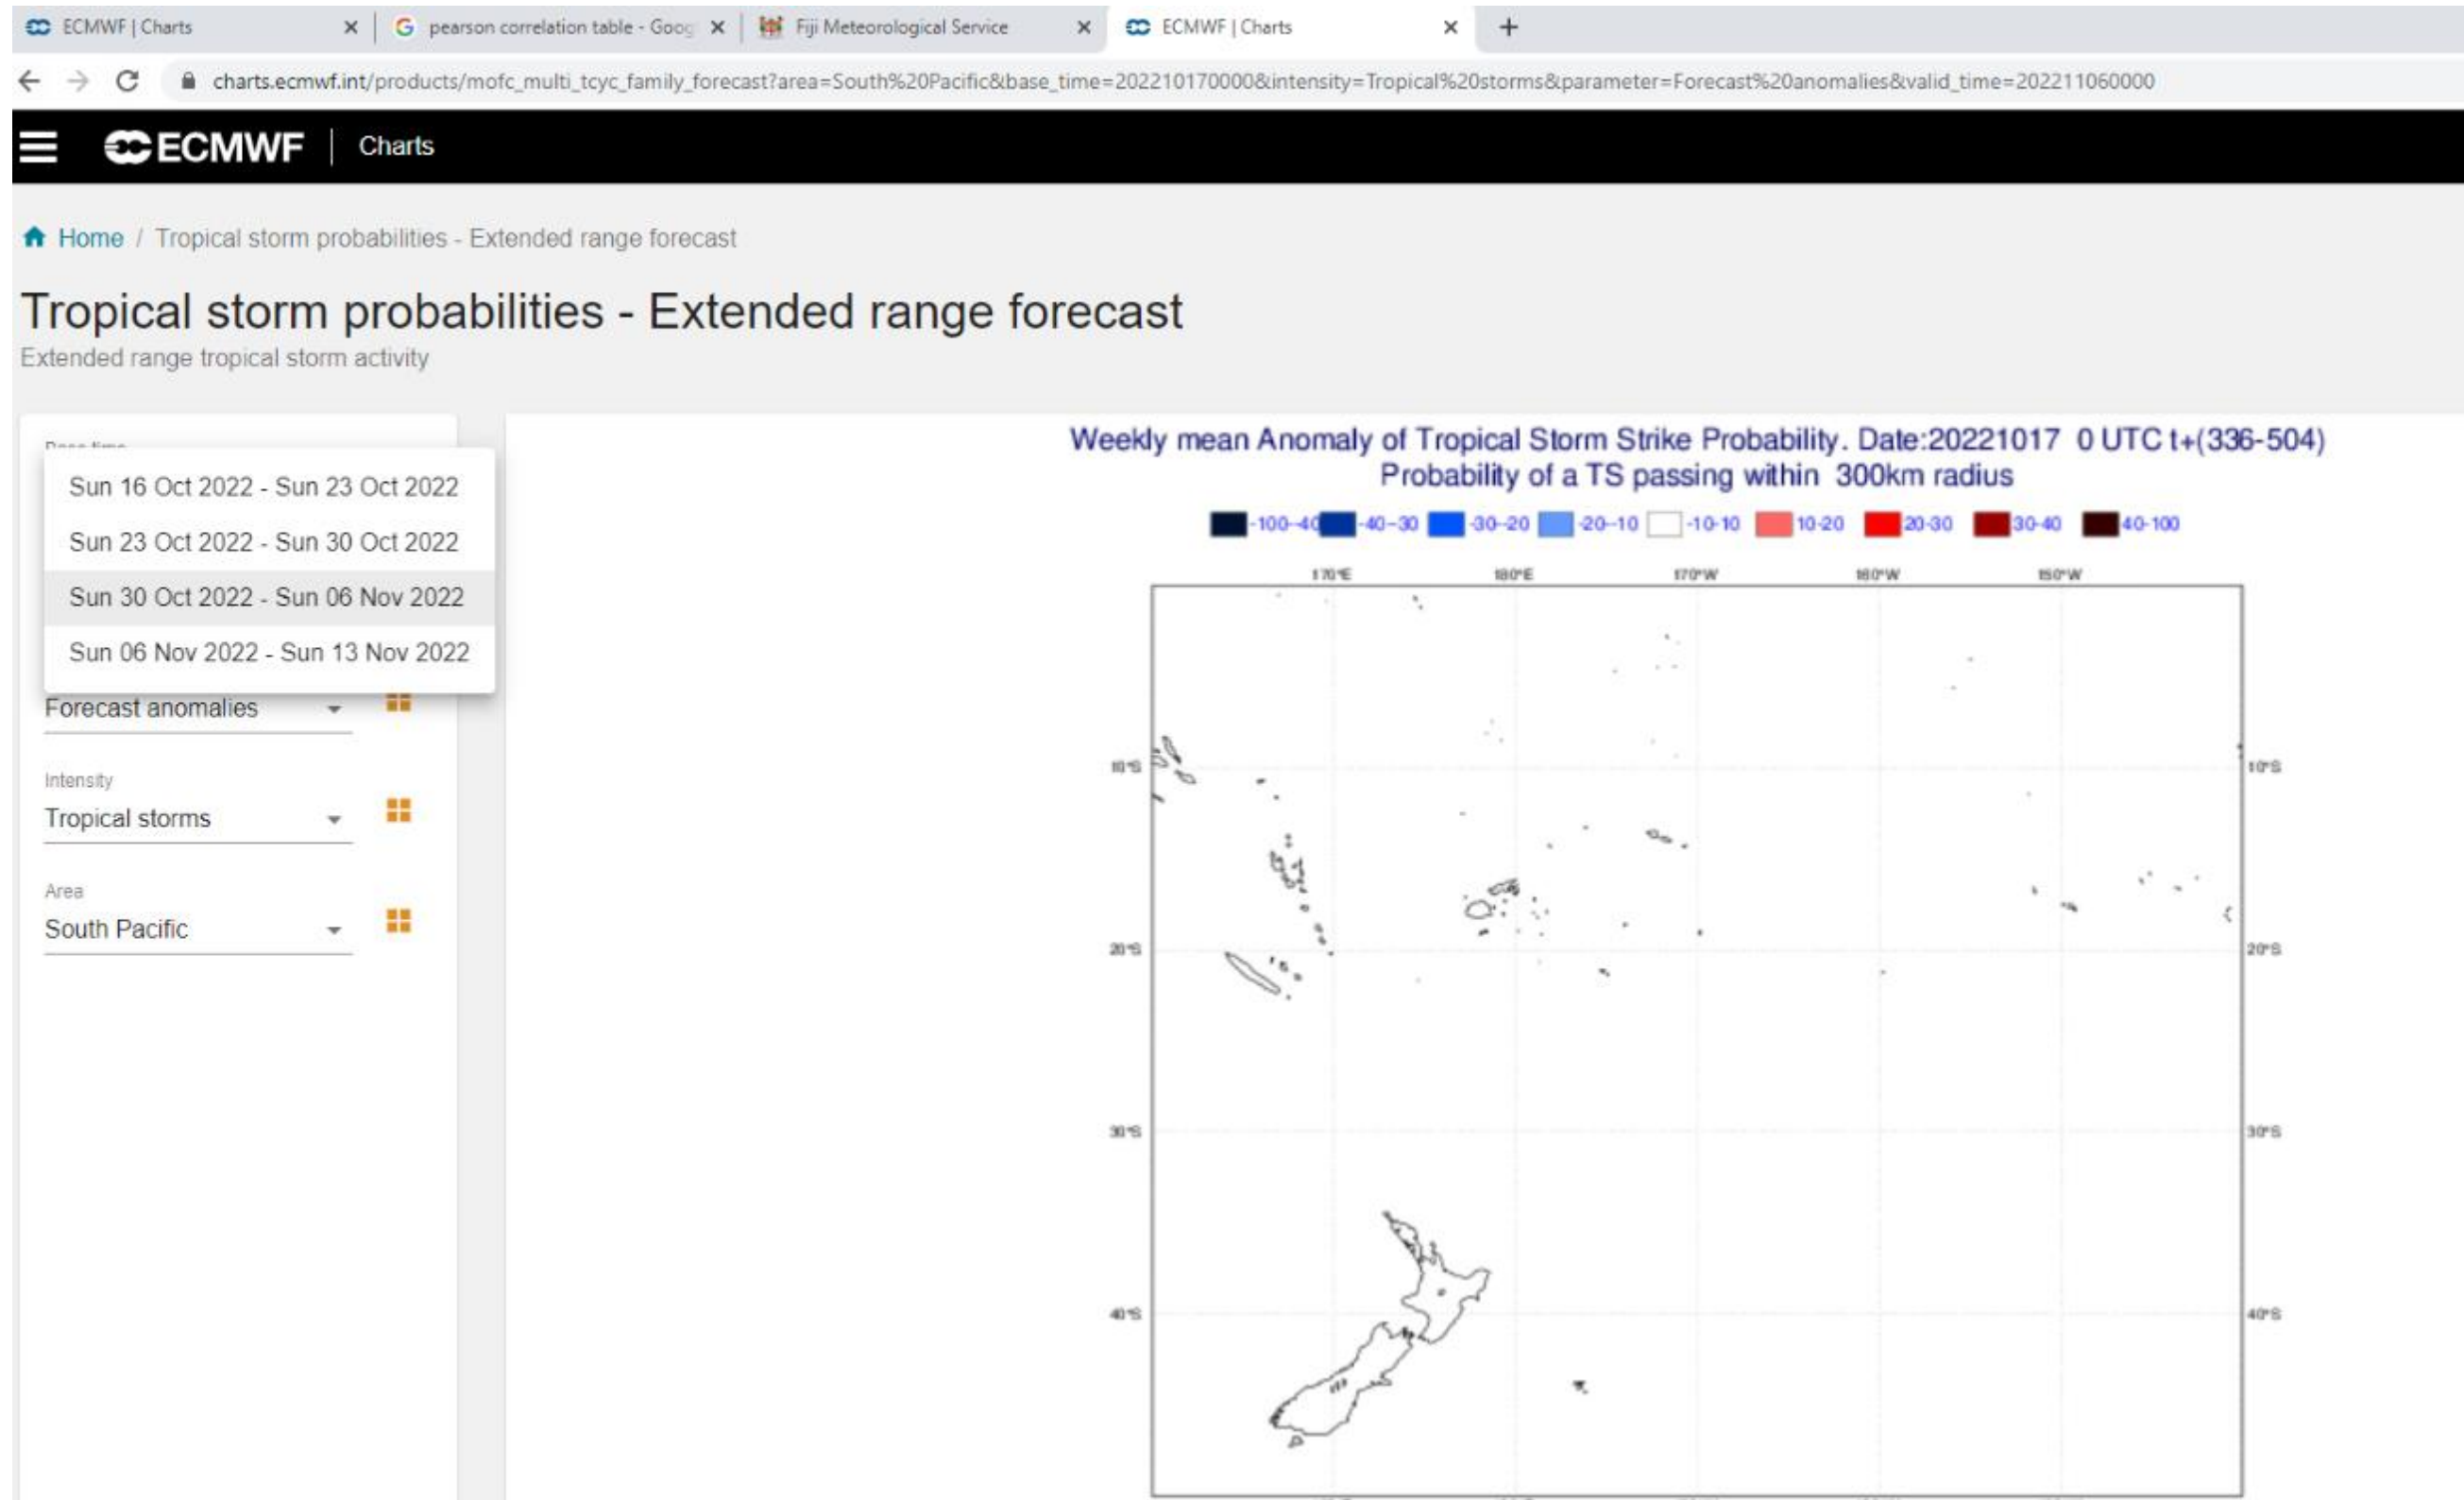 ECMWF | Charts
pearson correlation table - Goog
Fiji Meteorological Service
ECMWF | Charts
charts.ecmwf.int/products/mofc_multi_tcyc_family_forecast?area=South%20Pacific&base_time=202210170000&intensity=Tropical%20storms&parameter=Forecast%20anomalies&valid_time=202211060000
ECMWF | Charts
Home / Tropical storm probabilities - Extended range forecast
Tropical storm probabilities - Extended range forecast
Extended range tropical storm activity
Sun 16 Oct 2022 - Sun 23 Oct 2022
Sun 23 Oct 2022 - Sun 30 Oct 2022
Sun 30 Oct 2022 - Sun 06 Nov 2022
Sun 06 Nov 2022 - Sun 13 Nov 2022
Forecast anomalies
Intensity
Tropical storms
Area
South Pacific
Weekly mean Anomaly of Tropical Storm Strike Probability. Date:20221017 0 UTC t+(336-504)
Probability of a TS passing within 300km radius
-100--40 -40--30 -30--20 -20--10 -10-10 10-20 20-30 30-40 40-100
170°E 180°E 170°W 160°W 150°W
10°S 10°S
20°S 20°S
30°S 30°S
40°S 40°S